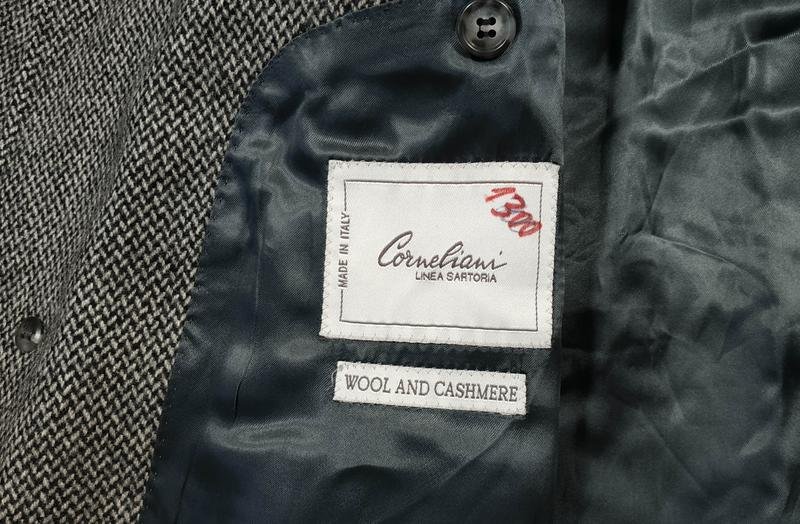 1300
MADE IN ITALY
Corneliani
LINEA SARTORIA
WOOL AND CASHMERE